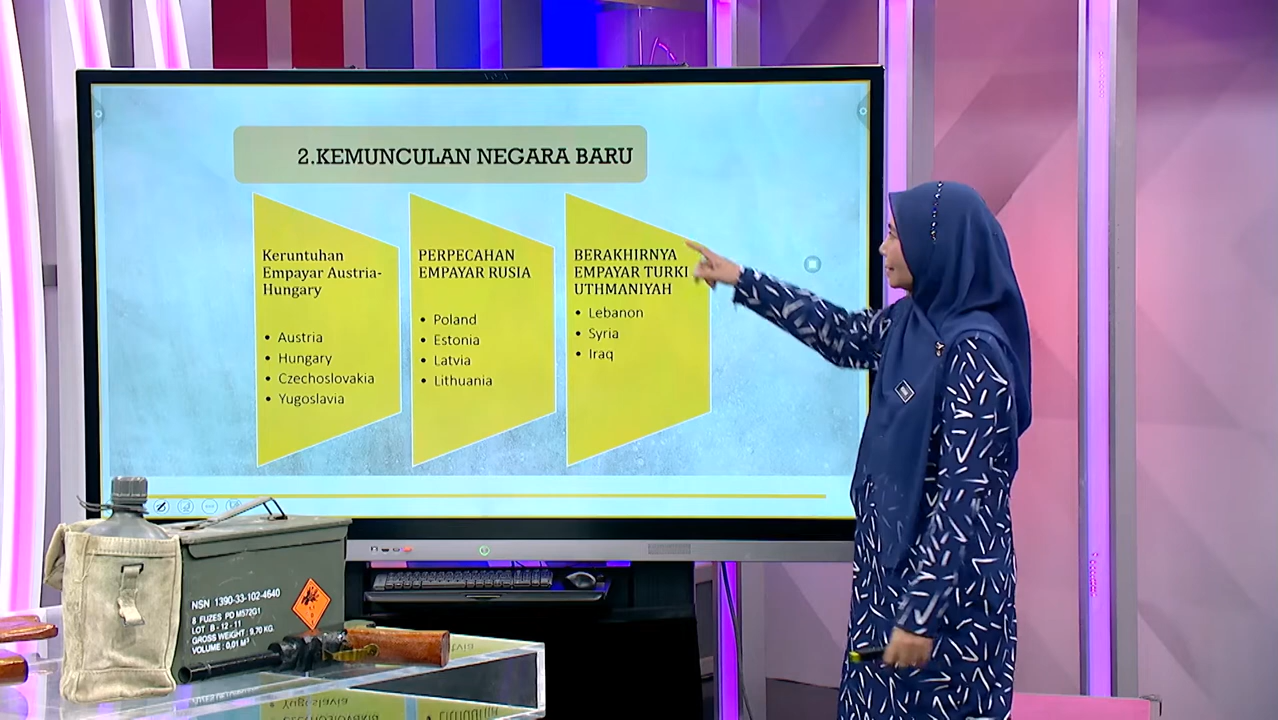 2.KEMUNCULAN NEGARA BARU
Keruntuhan
Empayar Austria-
Hungary
• Austria
• Hungary
• Czechoslovakia
• Yugoslavia
PERPECAHAN
EMPAYAR RUSIA
• Poland
• Estonia
• Latvia
• Lithuania
BERAKHIRNYA
EMPAYAR TURKI
UTHMANIYAH
• Lebanon
• Syria
• Iraq
NSN 1390-33-102-4640
8 FUZES PD M572G1
LOT : B - 12 - 11
GROSS WEIGHT : 9.70 KG.
VOLUME : 0,01 M³